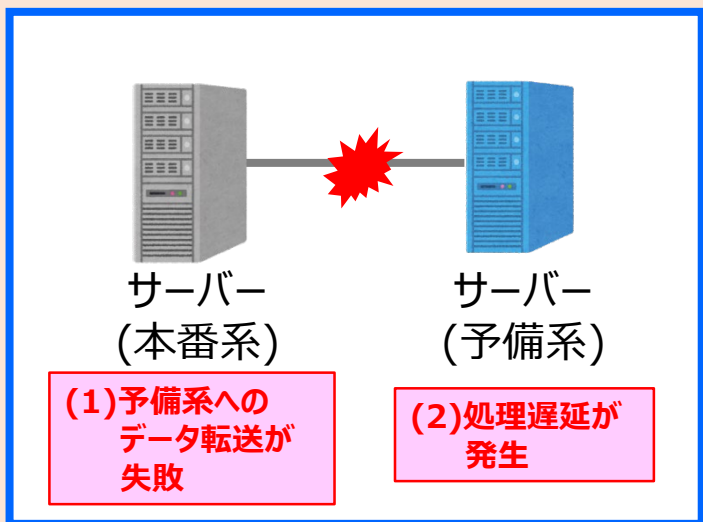 サーバー
(本番系)
サーバー
(予備系)
(1)予備系への
データ転送が
失敗
(2)処理遅延が
発生